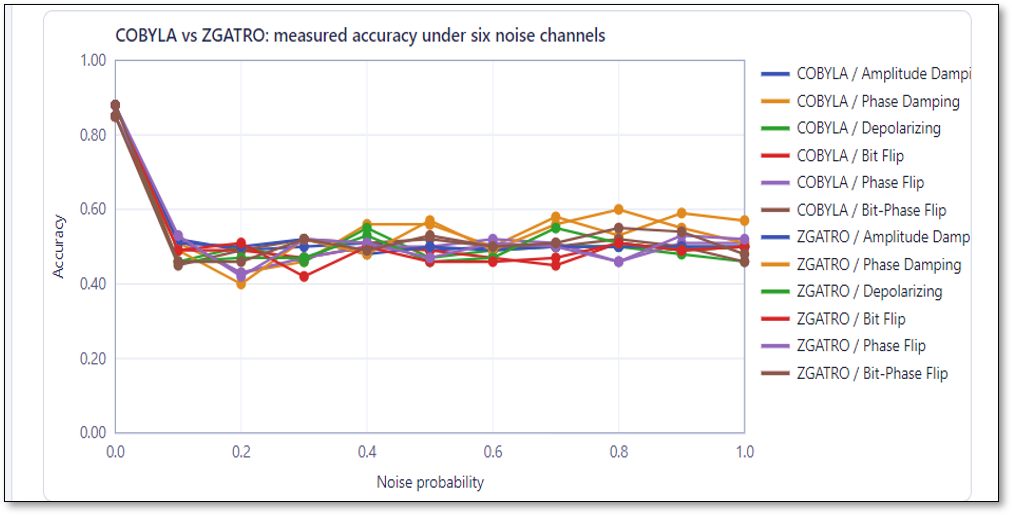 COBYLA vs ZGATRO: measured accuracy under six noise channels
1.00
0.80
0.60
0.40
0.20
0.00
Accuracy
0.0
0.2
0.4
0.6
0.8
1.0
Noise probability
COBYLA / Amplitude Dampi
COBYLA / Phase Damping
COBYLA / Depolarizing
COBYLA / Bit Flip
COBYLA / Phase Flip
COBYLA / Bit-Phase Flip
ZGATRO / Amplitude Damp
ZGATRO / Phase Damping
ZGATRO / Depolarizing
ZGATRO / Bit Flip
ZGATRO / Phase Flip
ZGATRO / Bit-Phase Flip